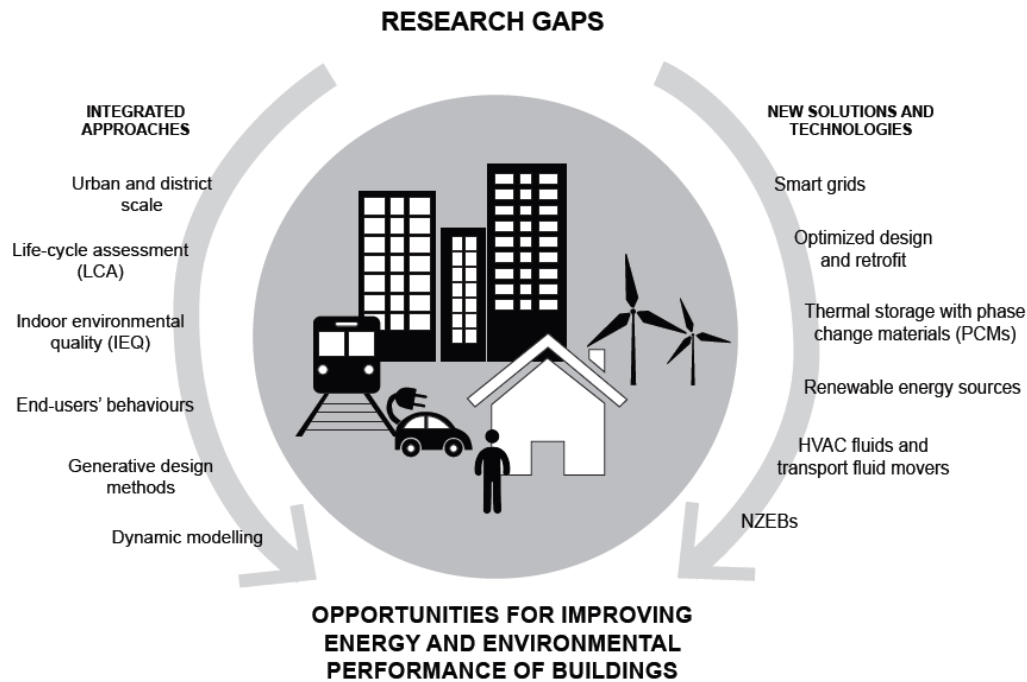 RESEARCH GAPS
INTEGRATED
APPROACHES
Urban and district
scale
Life-cycle assessment
(LCA)
Indoor environmental
quality (IEQ)
End-users’ behaviours
Generative design
methods
Dynamic modelling
NEW SOLUTIONS AND
TECHNOLOGIES
Smart grids
Optimized design
and retrofit
Thermal storage with phase
change materials (PCMs)
Renewable energy sources
HVAC fluids and
transport fluid movers
NZEBs
OPPORTUNITIES FOR IMPROVING
ENERGY AND ENVIRONMENTAL
PERFORMANCE OF BUILDINGS